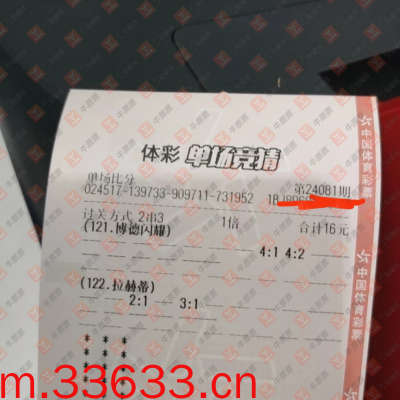 体彩 单场竞猜
单场比分 第24081期
024517-139733-909711-731952
过关方式 2串3 1倍 合计16元
(121.博德闪耀)
4:1 4:2
(122.拉赫蒂)
2:1 3:1
* * *
* * *
* * *
* * *
中国体育彩票
中国体育彩票
m.33633.cn